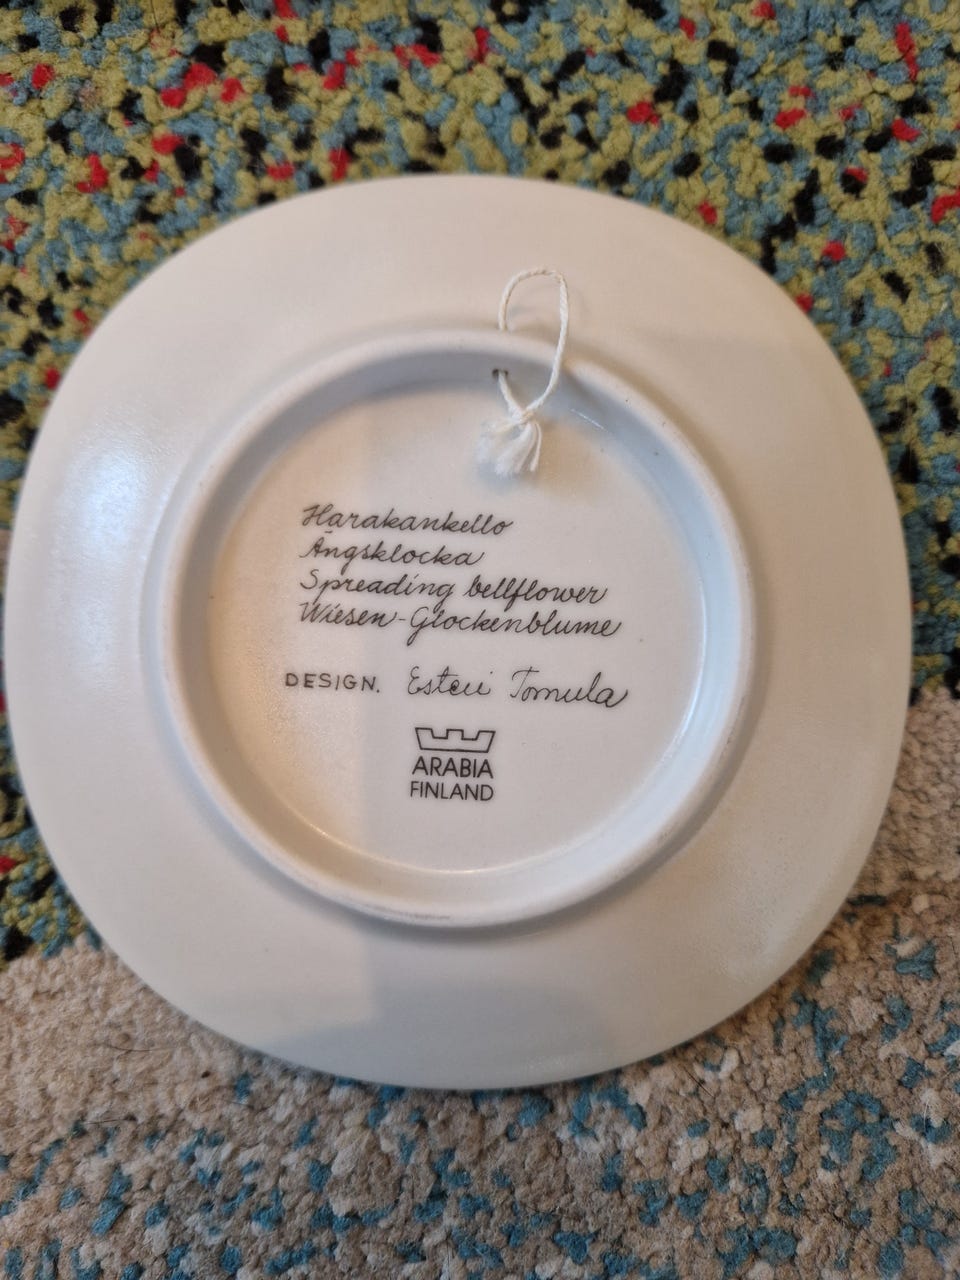 Harakankello
Ängsklocka
Spreading bellflower
Wiesen-Glockenblume
DESIGN. Esteri Tomula
ARABIA
FINLAND